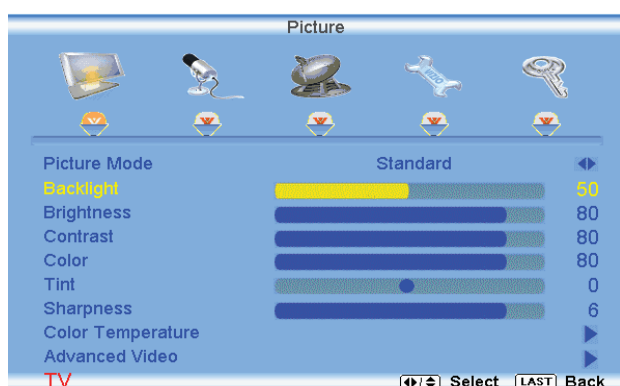 Picture
Picture Mode Standard
Backlight 50
Brightness 80
Contrast 80
Color 80
Tint 0
Sharpness 6
Color Temperature
Advanced Video
TV Select LAST Back